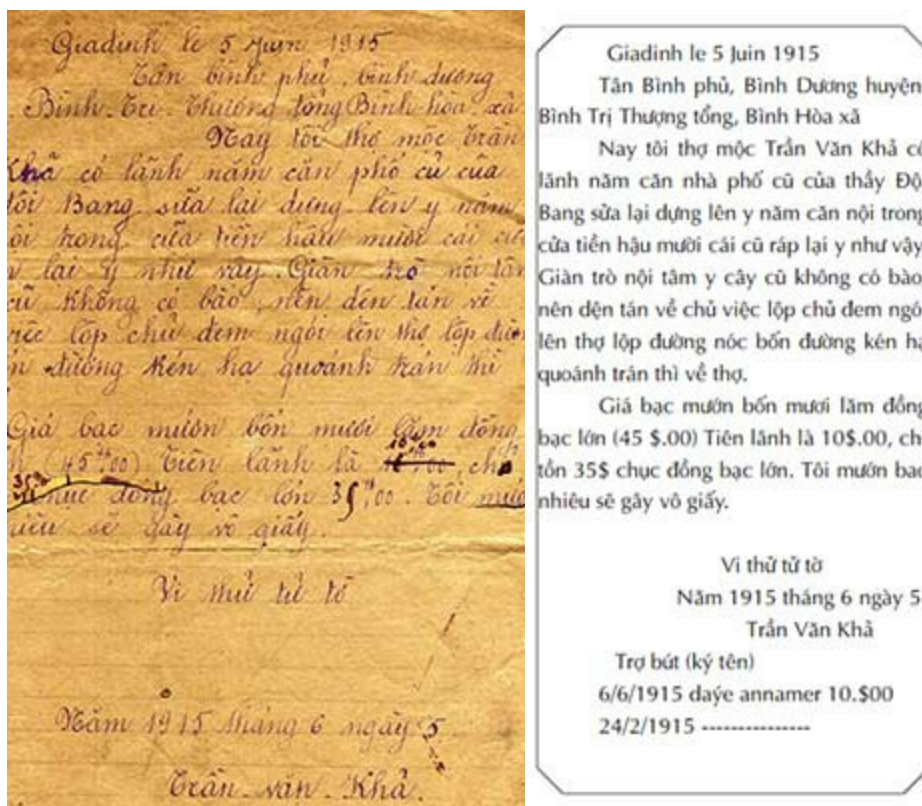 Giadinh le 5 Juin 1915
Tân bình phủ, bình dương
Bình Trị Thượng tổng Bình hòa xã
Nay tôi thợ mộc Trần
Khả có lãnh năm căn phố cũ của
Đội Bang sửa lại dựng lên y năm
trong cửa tiền hậu mười cái
lại y như vậy. Giàn trò nội
cũ không có bào, nên dên tán về
lợp chủ đem ngói lên thợ lợp
đường kén hạ quoánh trán thì
Giá bạc mướn bốn mươi lăm đồng
(45$00) Tiên lãnh là
chục đồng bạc lớn 35$00. Tôi
sẽ gây vô giấy.
Vi thử tử tờ
Năm 1915 tháng 6 ngày 5
Trần văn Khả.
Giadinh le 5 Juin 1915
Tân Bình phủ, Bình Dương huyện
Bình Trị Thượng tổng, Bình Hòa xã
Nay tôi thợ mộc Trần Văn Khả có
lãnh năm căn nhà phố cũ của thầy Độ
Bang sửa lại dựng lên y năm căn nội trong
cửa tiền hậu mười cái cũ ráp lại y như vậy
Giàn trò nội tâm y cây cũ không có bào
nên dện tán về chủ việc lộp chủ đem ngó
lên thợ lộp đường nóc bốn đường kén hạ
quoánh trán thì về thợ.
Giá bạc mướn bốn mươi lăm đồng
bạc lớn (45 $.00) Tiên lãnh là 10$.00, ch
tồn 35$ chục đồng bạc lớn. Tôi mướn bao
nhiêu sẽ gây vô giấy.
Vi thử tử tờ
Năm 1915 tháng 6 ngày 5
Trần Văn Khả
Trợ bút (ký tên)
6/6/1915 daýe annamer 10.$00
24/2/1915 ---------------